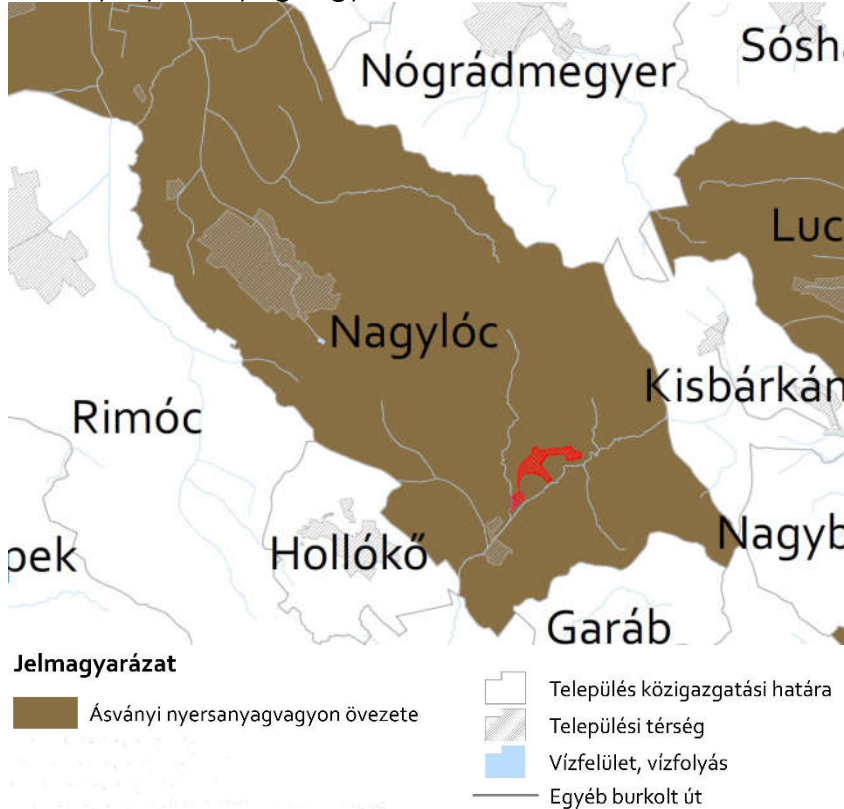 Nógrádmegyer
Sósh
Luc
Nagylóc
Kisbárkán
Rimóc
Nagyb
Hollókő
pek
Garáb
Jelmagyarázat
Ásványi nyersanyagvagyon övezete
Település közigazgatási határa
Települési térség
Vízfelület, vízfolyás
Egyéb burkolt út